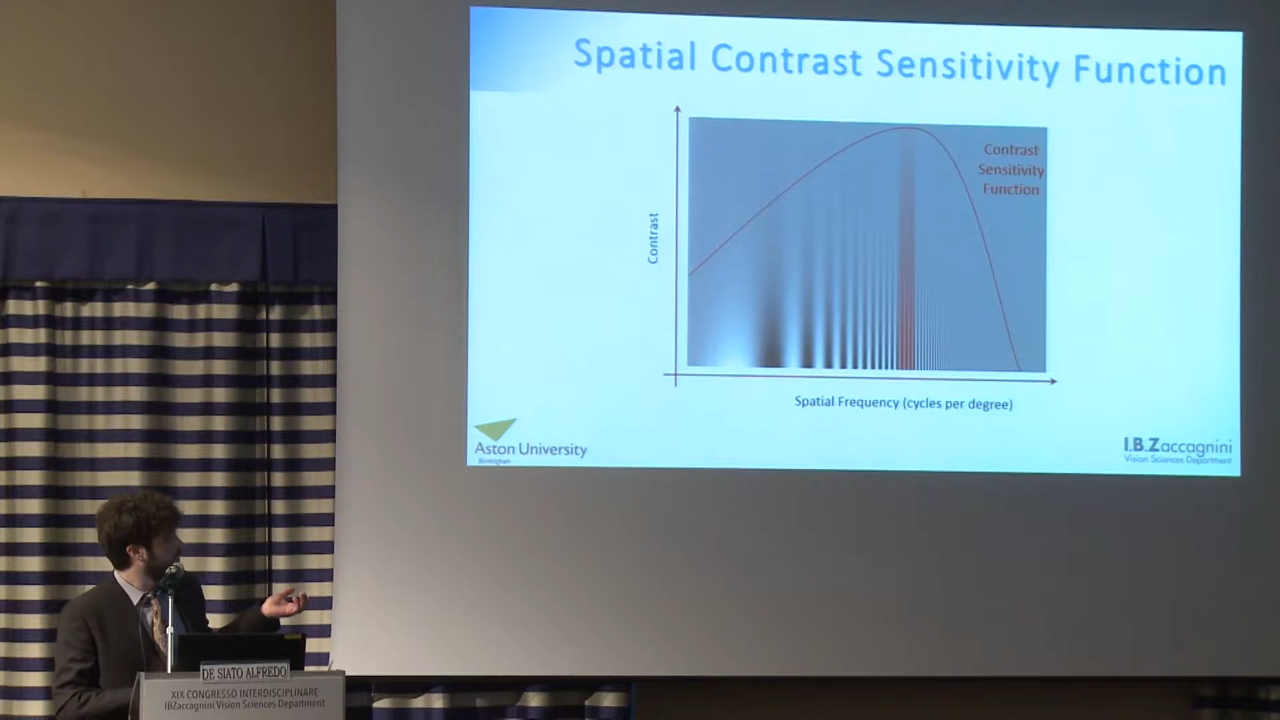 Spatial Contrast Sensitivity Function
Contrast
Sensitivity
Function
Contrast
Spatial Frequency (cycles per degree)
Aston University
Birmingham
I.B.Zaccagnini
Vision Sciences Department
DE SIATO ALFREDO
XIX CONGRESSO INTERDISCIPLINARE
IBZaccagnini Vision Sciences Department